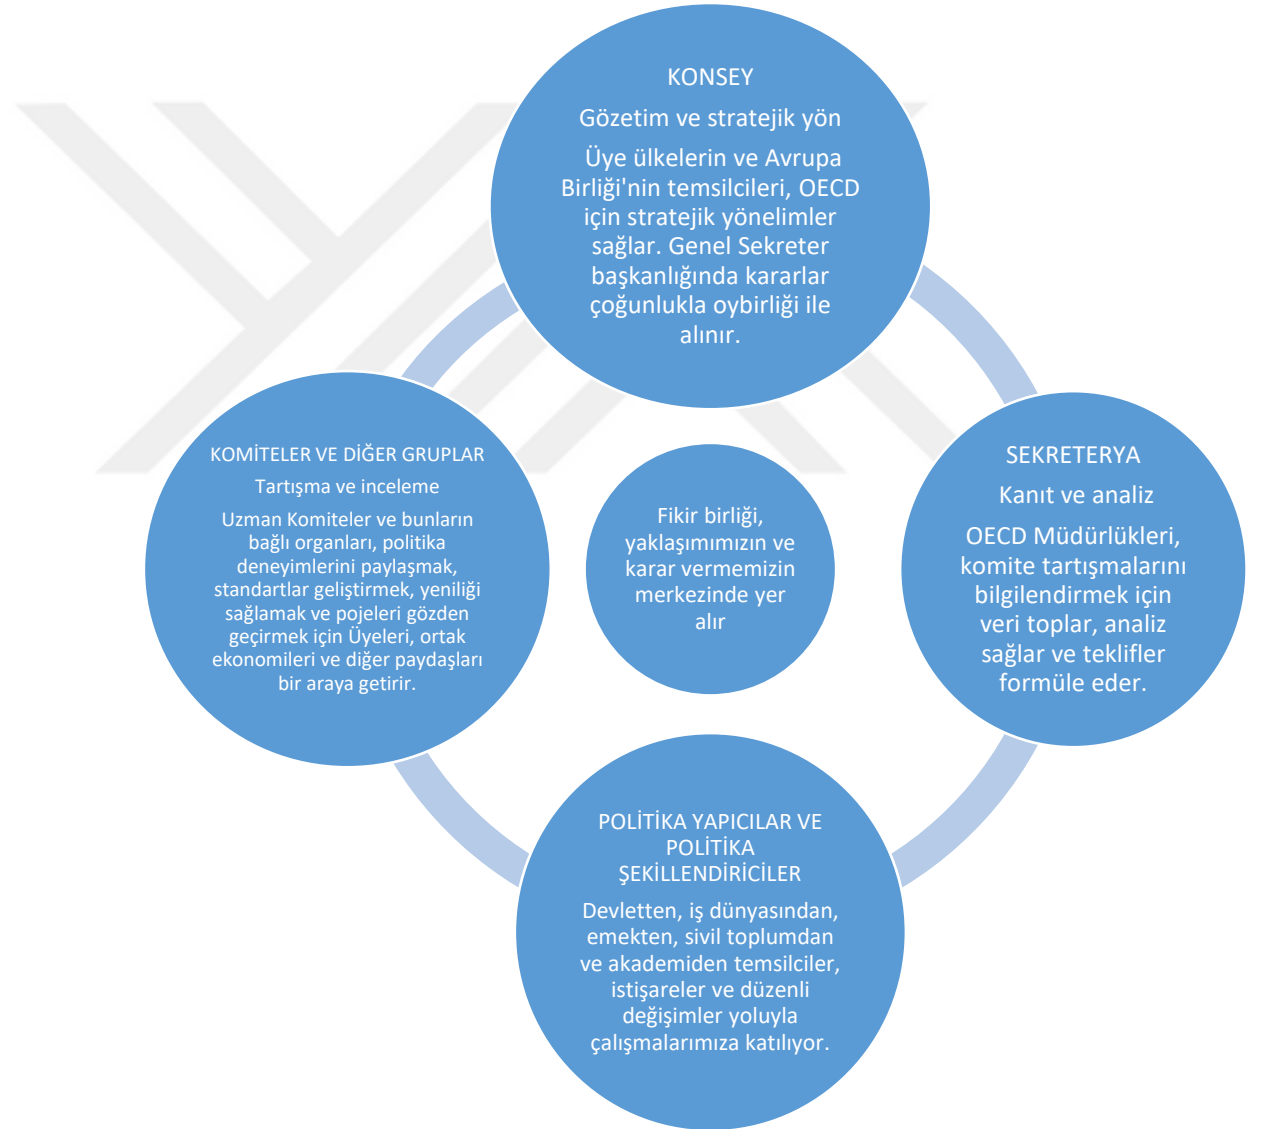 KONSEY
Gözetim ve stratejik yön
Üye ülkelerin ve Avrupa
Birliği'nin temsilcileri, OECD
için stratejik yönelimler
sağlar. Genel Sekreter
başkanlığında kararlar
çoğunlukla oybirliği ile
alınır.
KOMİTELER VE DİĞER GRUPLAR
Tartışma ve inceleme
Uzman Komiteler ve bunların
bağlı organları, politika
deneyimlerini paylaşmak,
standartlar geliştirmek, yeniliği
sağlamak ve pojeleri gözden
geçirmek için Üyeleri, ortak
ekonomileri ve diğer paydaşları
bir araya getirir.
Fikir birliği,
yaklaşımımızın ve
karar vermemizin
merkezinde yer
alır
SEKRETERYA
Kanıt ve analiz
OECD Müdürlükleri,
komite tartışmalarını
bilgilendirmek için
veri toplar, analiz
sağlar ve teklifler
formüle eder.
POLİTİKA YAPICILAR VE
POLİTİKA
ŞEKİLLENDİRİCİLER
Devletten, iş dünyasından,
emekten, sivil toplumdan
ve akademiden temsilciler,
istişareler ve düzenli
değişimler yoluyla
çalışmalarımıza katılıyor.